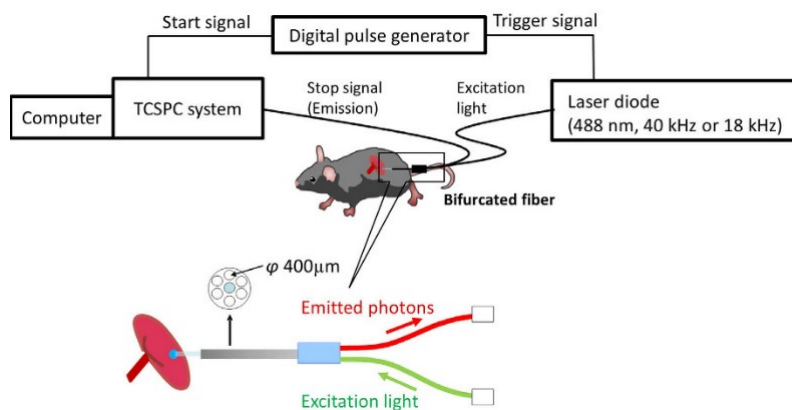 Start signal
Digital pulse generator
Trigger signal
Computer
TCSPC system
Stop signal
(Emission)
Excitation
light
Laser diode
(488 nm, 40 kHz or 18 kHz)
Bifurcated fiber
φ 400μm
Emitted photons
Excitation light